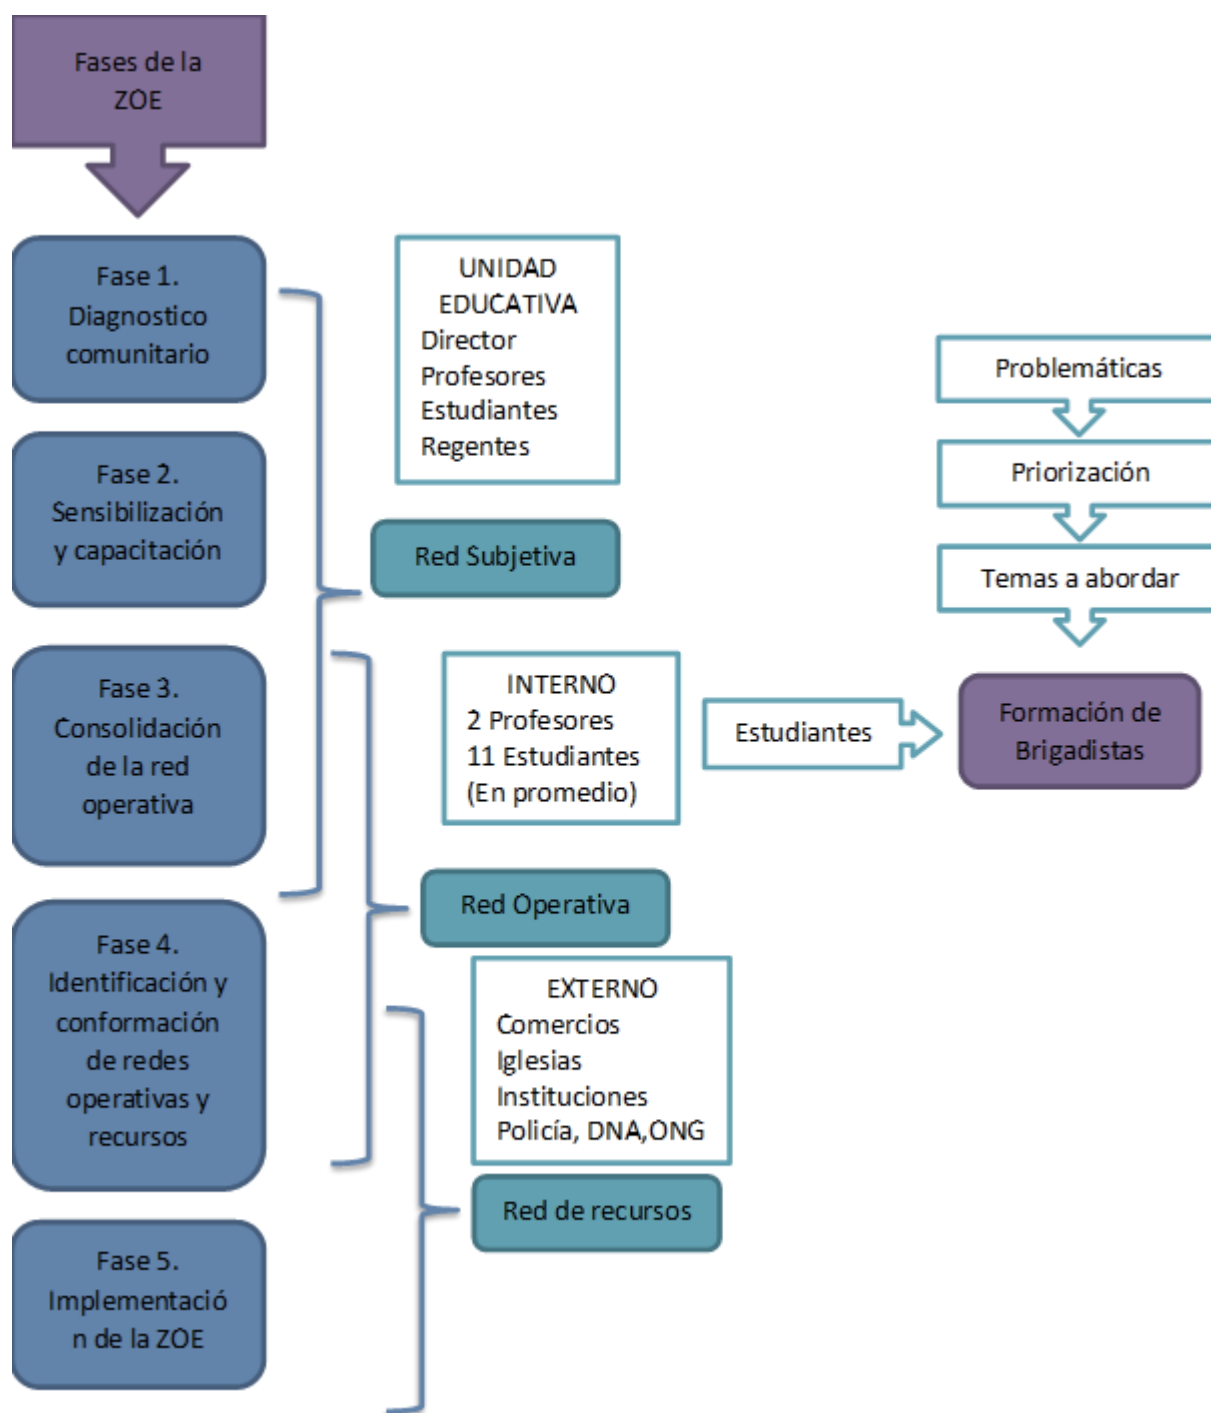 Fases de la
ZOE
Fase 1.
Diagnostico
comunitario
Fase 2.
Sensibilización
y capacitación
Fase 3.
Consolidación
de la red
operativa
Fase 4.
Identificación y
conformación
de redes
operativas y
recursos
Fase 5.
Implementació
n de la ZOE
UNIDAD
EDUCATIVA
Director
Profesores
Estudiantes
Regentes
Red Subjetiva
INTERNO
2 Profesores
11 Estudiantes
(En promedio)
Red Operativa
EXTERNO
Comercios
Iglesias
Instituciones
Policía, DNA,ONG
Red de recursos
Estudiantes
Problemáticas
Priorización
Temas a abordar
Formación de
Brigadistas